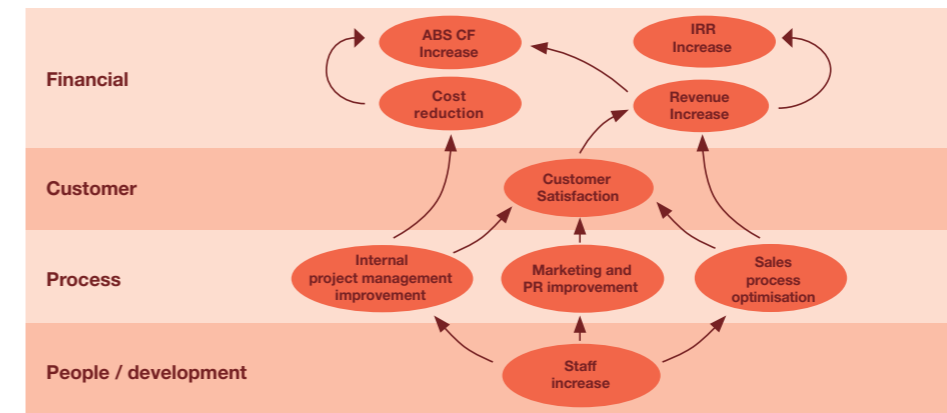 Financial
ABS CF
Increase
IRR
Increase
Cost
reduction
Revenue
Increase
Customer
Customer
Satisfaction
Process
Internal
project management
improvement
Marketing and
PR improvement
Sales
process
optimisation
People / development
Staff
increase